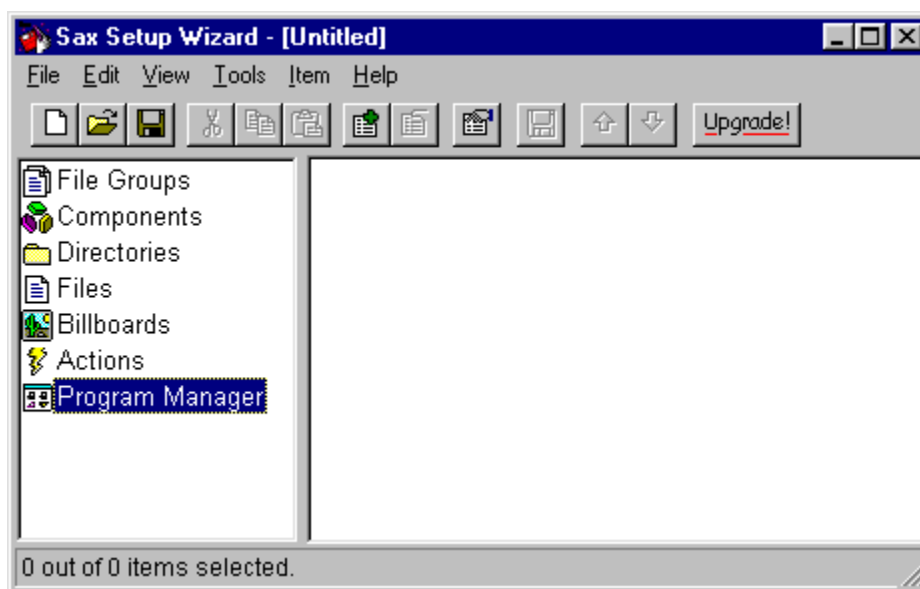 Sax Setup Wizard - [Untitled]
File Edit View Tools Item Help
Upgrade!
File Groups
Components
Directories
Files
Billboards
Actions
Program Manager
0 out of 0 items selected.